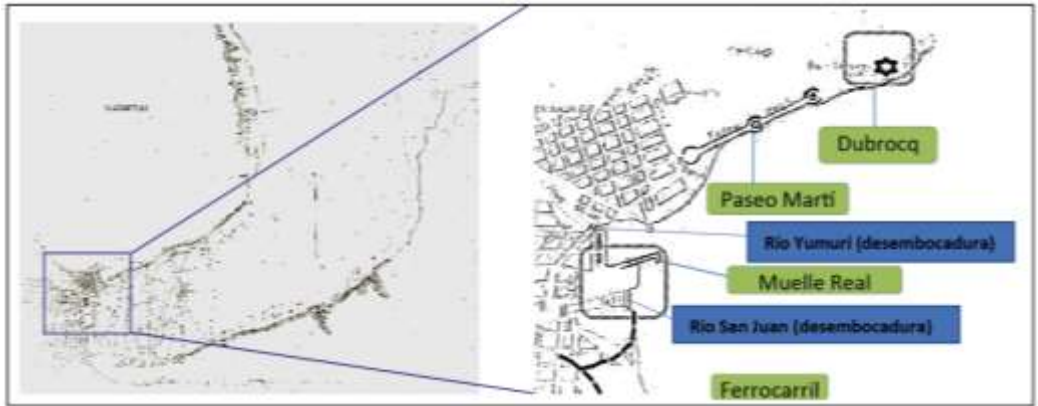 Dubrocq
Paseo Martí
Río Yumurí (desembocadura)
Muelle Real
Río San Juan (desembocadura)
Ferrocarril